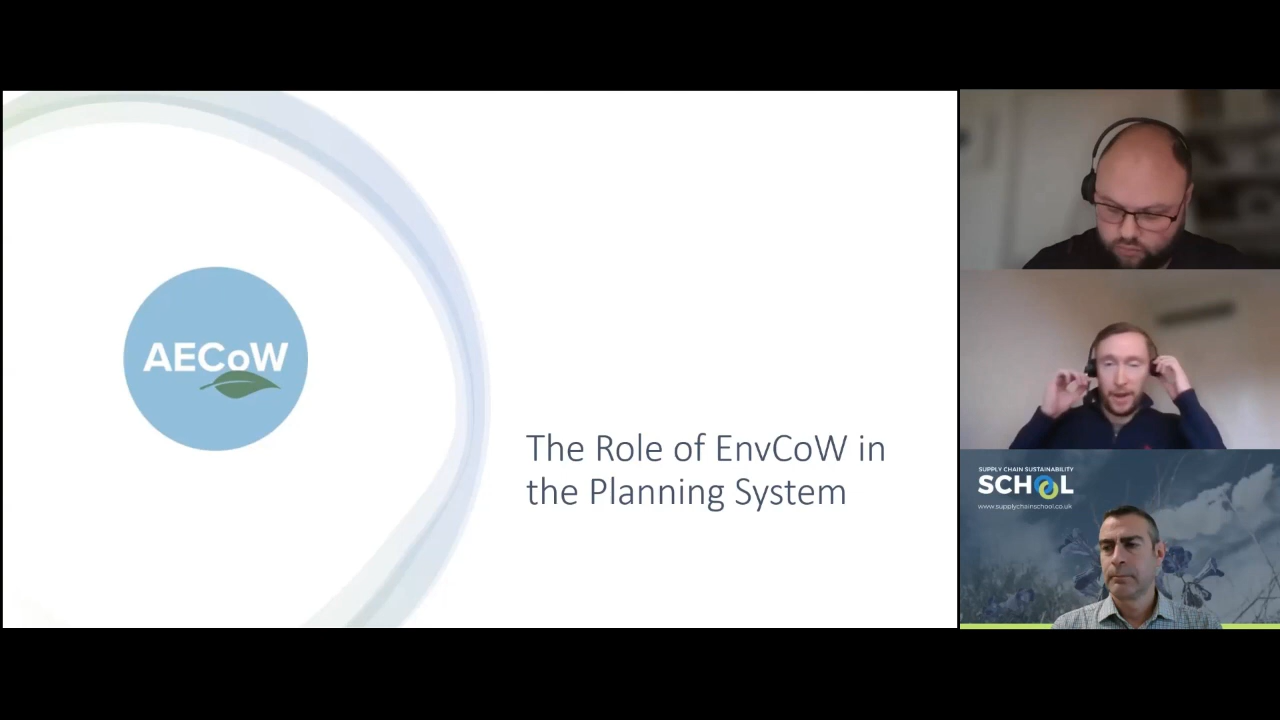 AECoW
The Role of EnvCoW in
the Planning System
SUPPLY CHAIN SUSTAINABILITY
SCHOOL
www.supplychainschool.co.uk